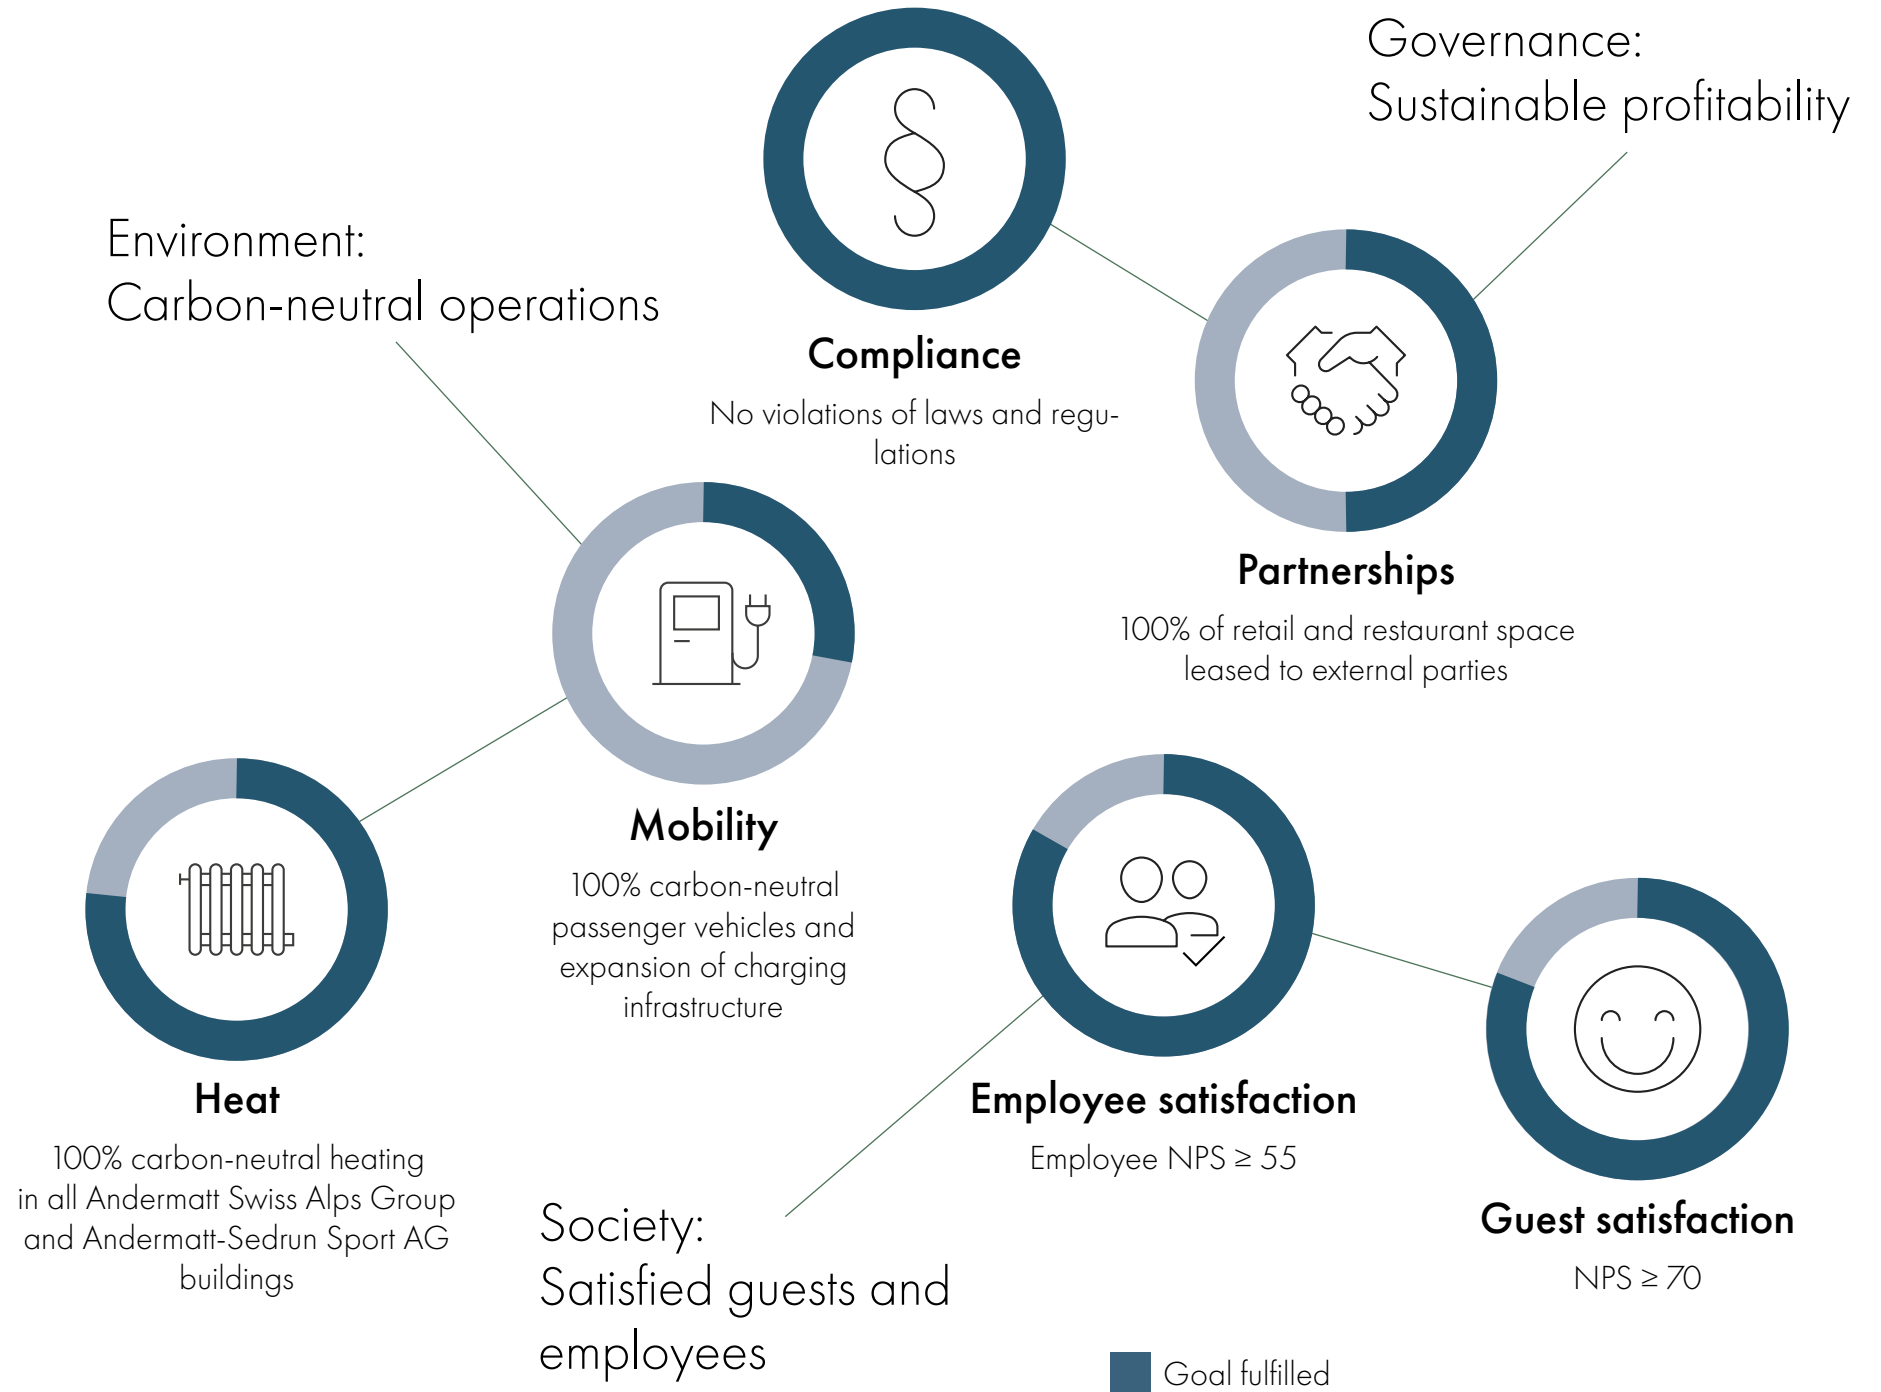 Governance:
Sustainable profitability
Environment:
Carbon-neutral operations
Compliance
No violations of laws and regu-
lations
Partnerships
100% of retail and restaurant space
leased to external parties
Mobility
100% carbon-neutral
passenger vehicles and
expansion of charging
infrastructure
Heat
100% carbon-neutral heating
in all Andermatt Swiss Alps Group
and Andermatt-Sedrun Sport AG
buildings
Employee satisfaction
Employee NPS ≥ 55
Guest satisfaction
NPS ≥ 70
Society:
Satisfied guests and
employees
Goal fulfilled